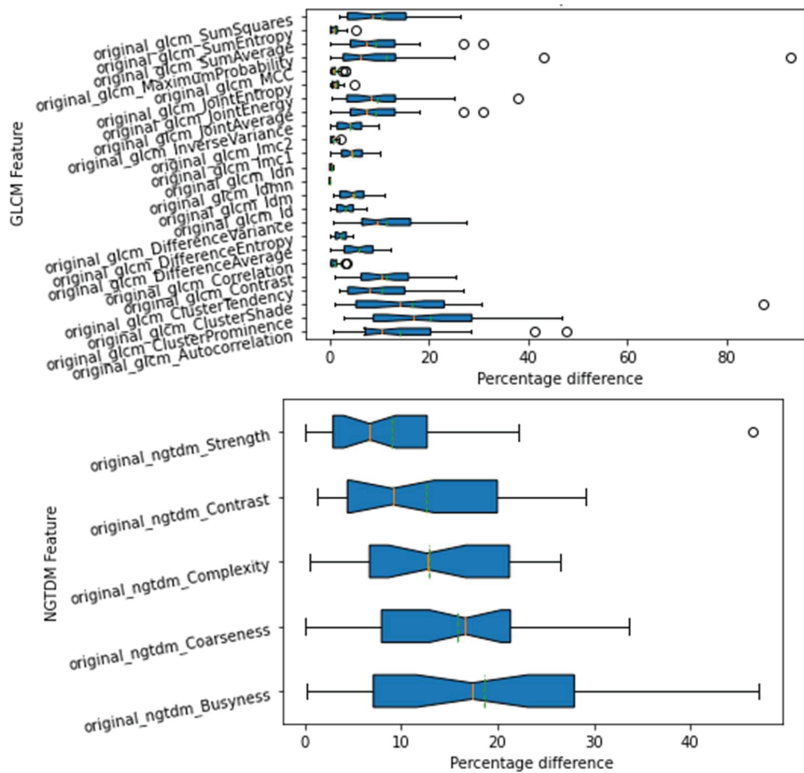 original_glcm_SumSquares
original_glcm_SumEntropy
original_glcm_SumAverage
original_glcm_MaximumProbability
original_glcm_MCC
original_glcm_JointEntropy
original_glcm_JointEnergy
original_glcm_JointAverage
original_glcm_InverseVariance
original_glcm_Imc2
original_glcm_Imc1
original_glcm_Idn
original_glcm_Idmn
original_glcm_Idm
original_glcm_Id
original_glcm_DifferenceVariance
original_glcm_DifferenceEntropy
original_glcm_DifferenceAverage
original_glcm_Correlation
original_glcm_Contrast
original_glcm_ClusterTendency
original_glcm_ClusterShade
original_glcm_ClusterProminence
original_glcm_Autocorrelation
GLCM Feature
0 20 40 60 80
Percentage difference
original_ngtdm_Strength
original_ngtdm_Contrast
original_ngtdm_Complexity
original_ngtdm_Coarseness
original_ngtdm_Busyness
NGTDM Feature
0 10 20 30 40
Percentage difference